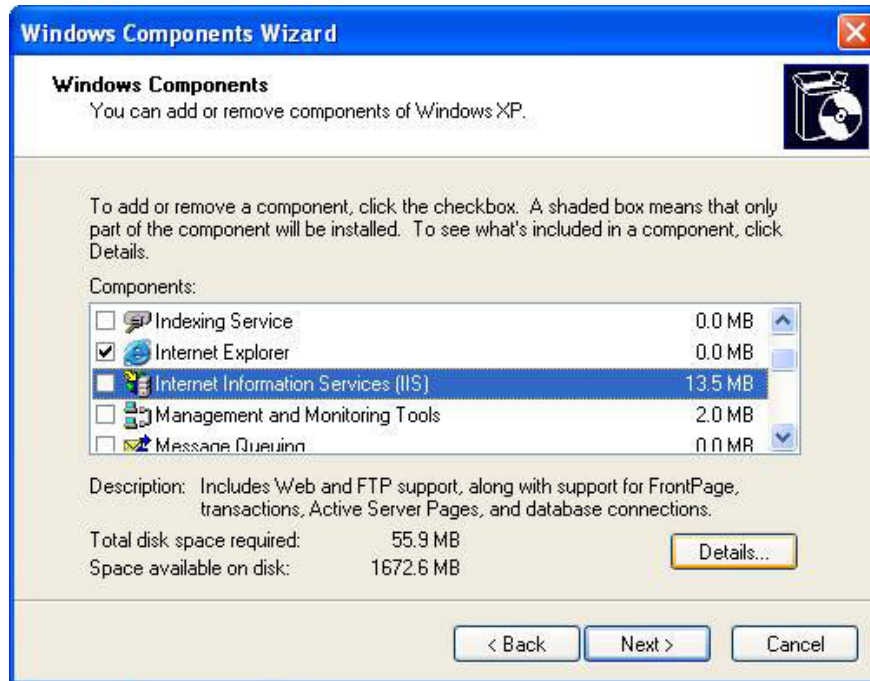 Windows Components Wizard
Windows Components
You can add or remove components of Windows XP.
To add or remove a component, click the checkbox. A shaded box means that only
part of the component will be installed. To see what's included in a component, click
Details.
Components:
Indexing Service 0.0 MB
Internet Explorer 0.0 MB
Internet Information Services (IIS) 13.5 MB
Management and Monitoring Tools 2.0 MB
Message Queuing 0.0 MB
Description: Includes Web and FTP support, along with support for FrontPage,
transactions, Active Server Pages, and database connections.
Total disk space required: 55.9 MB
Space available on disk: 1672.6 MB
Details...
< Back Next > Cancel